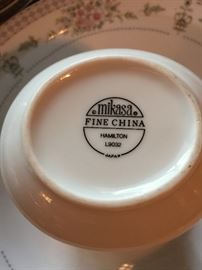 mikasa
FINE CHINA
HAMILTON
L9032
JAPAN